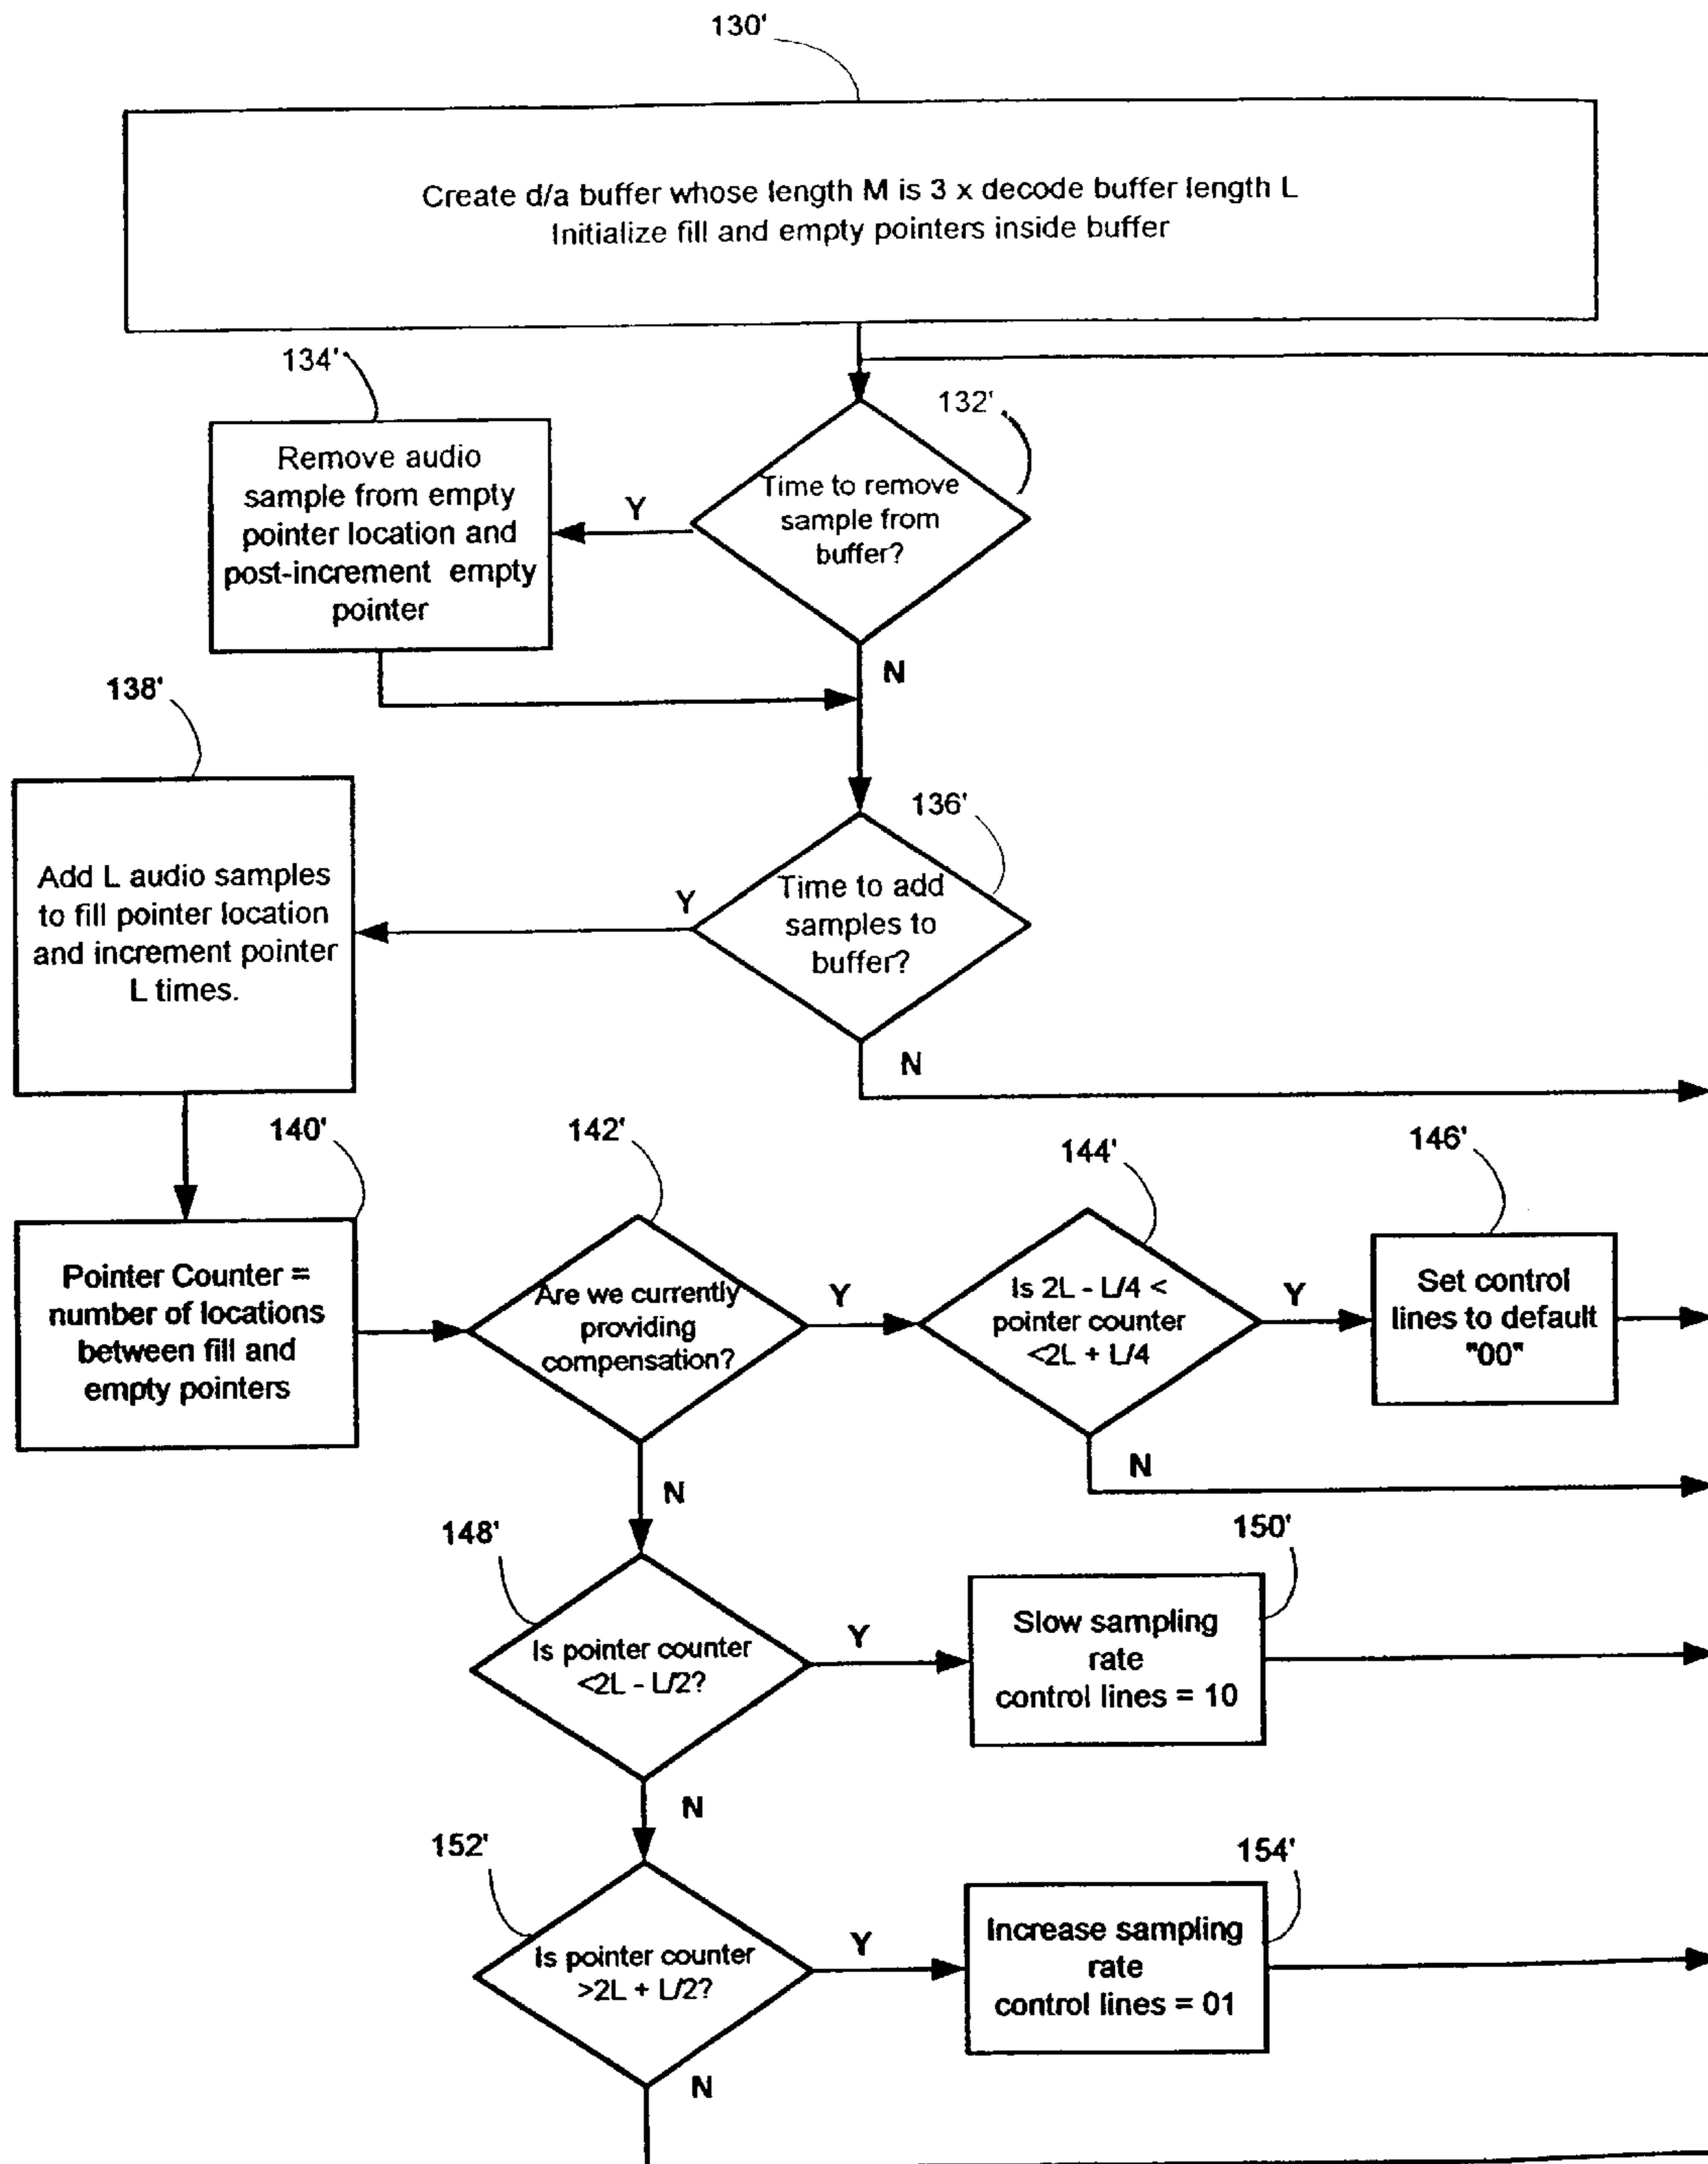 130'
Create d/a buffer whose length M is 3 x decode buffer length L
Initialize fill and empty pointers inside buffer
134'
132'
Remove audio
sample from empty
pointer location and
post-increment empty
pointer
Y
Time to remove
sample from
buffer?
N
138'
136'
Add L audio samples
to fill pointer location
and increment pointer
L times.
Y
Time to add
samples to
buffer?
N
140'
142'
144'
146'
Pointer Counter =
number of locations
between fill and
empty pointers
Are we currently
providing
compensation?
Y
Is 2L - L/4 <
pointer counter
<2L + L/4
Y
Set control
lines to default
"00"
N
N
148'
150'
Is pointer counter
<2L - L/2?
Y
Slow sampling
rate
control lines = 10
N
152'
154'
Is pointer counter
>2L + L/2?
Y
Increase sampling
rate
control lines = 01
N